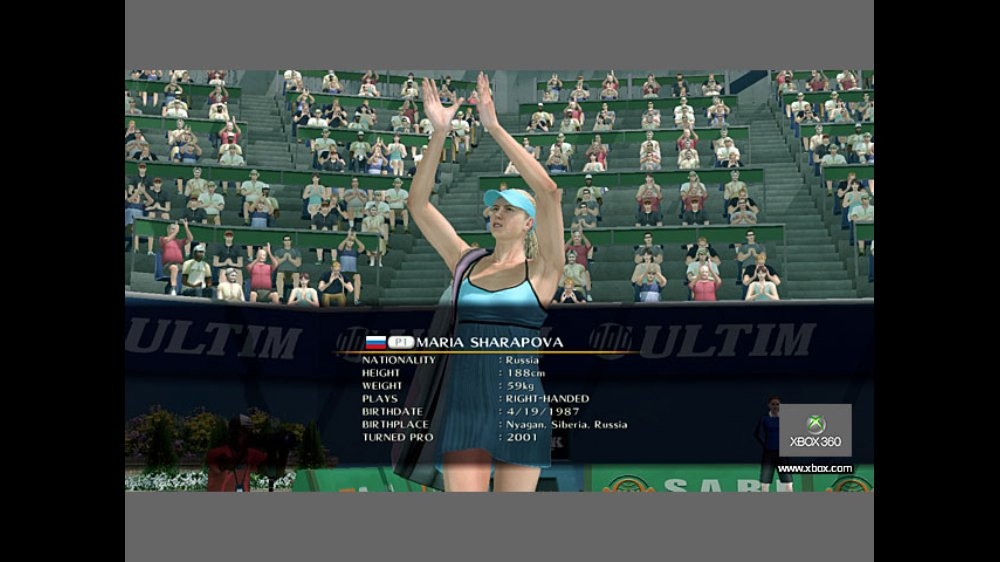 ULTIM ULTIM
P1 MARIA SHARAPOVA
NATIONALITY : Russia
HEIGHT : 188cm
WEIGHT : 59kg
PLAYS : RIGHT-HANDED
BIRTHDATE : 4/19/1987
BIRTHPLACE : Nyagan, Siberia, Russia
TURNED PRO : 2001
XBOX 360
www.xbox.com